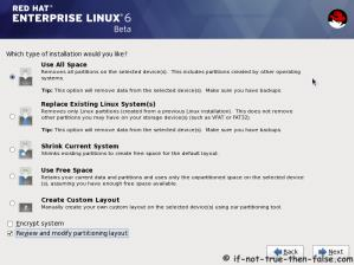 RED HAT
ENTERPRISE LINUX 6
Beta
Which type of installation would you like?
Use All Space
Removes all partitions on the selected device(s). This includes partitions created by other operating
systems.
Tip: This option will remove data from the selected device(s). Make sure you have backups.
Replace Existing Linux System(s)
Removes only Linux partitions (created from a previous Linux installation). This does not remove
other partitions you may have on your storage device(s) (such as VFAT or FAT32).
Tip: This option will remove data from the selected device(s). Make sure you have backups.
Shrink Current System
Shrinks existing partitions to create free space for the default layout.
Use Free Space
Retains your current data and partitions and uses only the unpartitioned space on the selected device
(s), assuming you have enough free space available.
Create Custom Layout
Manually create your own custom layout on the selected device(s) using our partitioning tool.
Encrypt system
Review and modify partitioning layout
Back
Next
© if-not-true-then-false.com